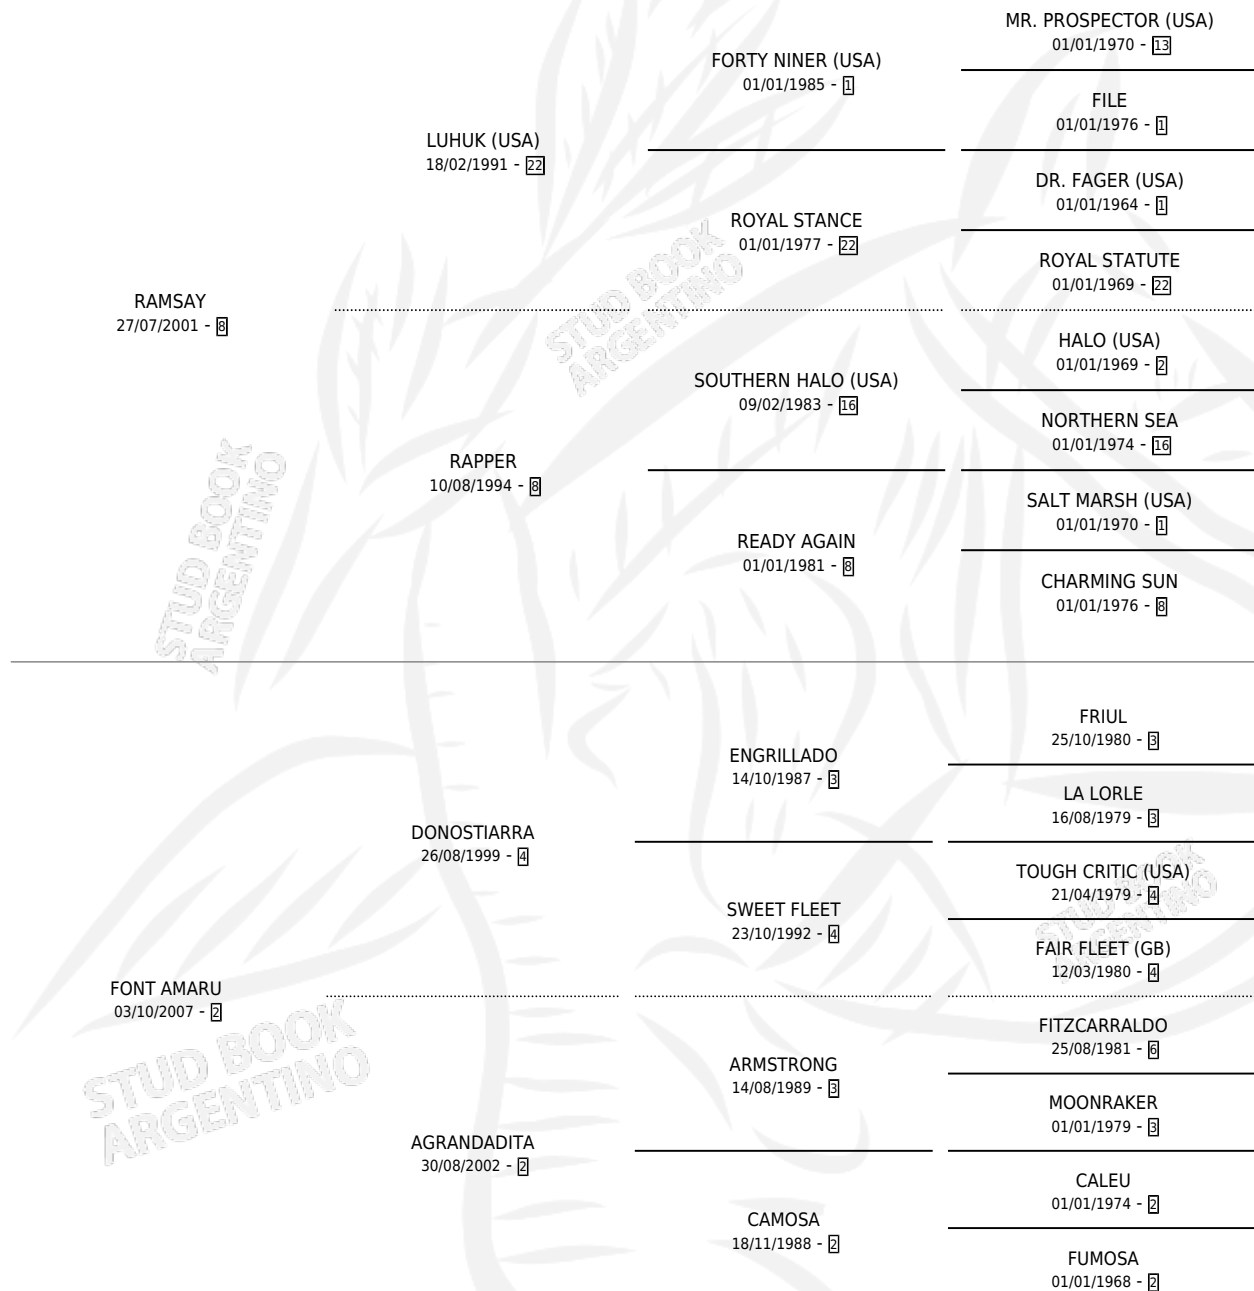 MR. PROSPECTOR (USA)
01/01/1970 - 13
FORTY NINER (USA)
01/01/1985 - 1
FILE
01/01/1976 - 1
LUHUK (USA)
18/02/1991 - 22
DR. FAGER (USA)
01/01/1964 - 1
ROYAL STANCE
01/01/1977 - 22
ROYAL STATUTE
01/01/1969 - 22
RAMSAY
27/07/2001 - 8
STUD BOOK
ARGENTINO
HALO (USA)
01/01/1969 - 2
SOUTHERN HALO (USA)
09/02/1983 - 16
NORTHERN SEA
01/01/1974 - 16
RAPPER
10/08/1994 - 8
SALT MARSH (USA)
01/01/1970 - 1
READY AGAIN
01/01/1981 - 8
CHARMING SUN
01/01/1976 - 8
STUD BOOK
ARGENTINO
FRIUL
25/10/1980 - 3
ENGRILLADO
14/10/1987 - 3
LA LORLE
16/08/1979 - 3
DONOSTIARRA
26/08/1999 - 4
TOUGH CRITIC (USA)
21/04/1979 - 4
SWEET FLEET
23/10/1992 - 4
FAIR FLEET (GB)
12/03/1980 - 4
STUD BOOK
ARGENTINO
FONT AMARU
03/10/2007 - 2
FITZCARRALDO
25/08/1981 - 6
ARMSTRONG
14/08/1989 - 3
MOONRAKER
01/01/1979 - 3
STUD BOOK
ARGENTINO
AGRANDADITA
30/08/2002 - 2
CALEU
01/01/1974 - 2
CAMOSA
18/11/1988 - 2
FUMOSA
01/01/1968 - 2